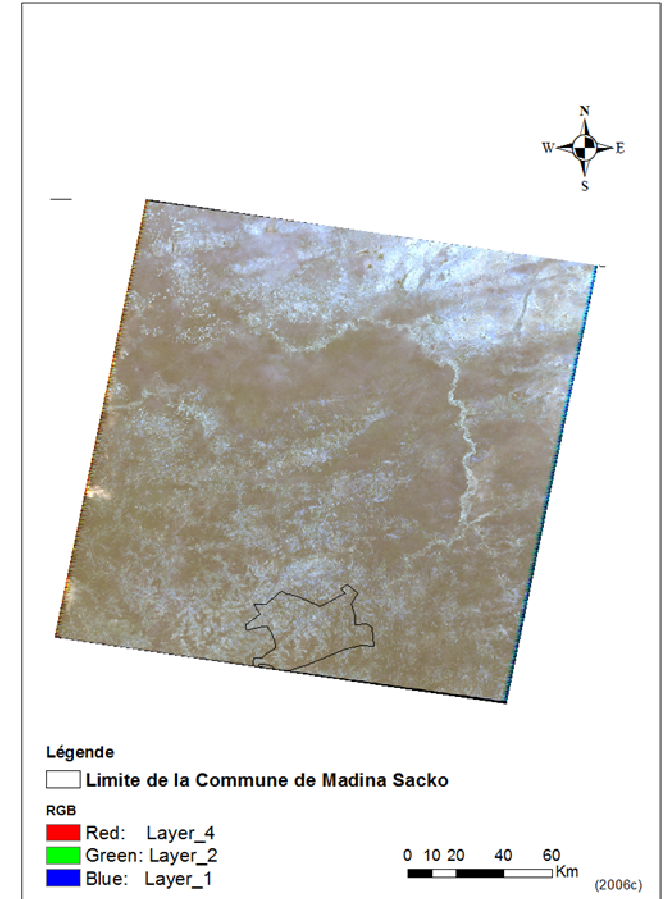 N
W E
S
Légende
Limite de la Commune de Madina Sacko
RGB
Red: Layer_4
Green: Layer_2
Blue: Layer_1
0 10 20 40 60
Km
(2006c)